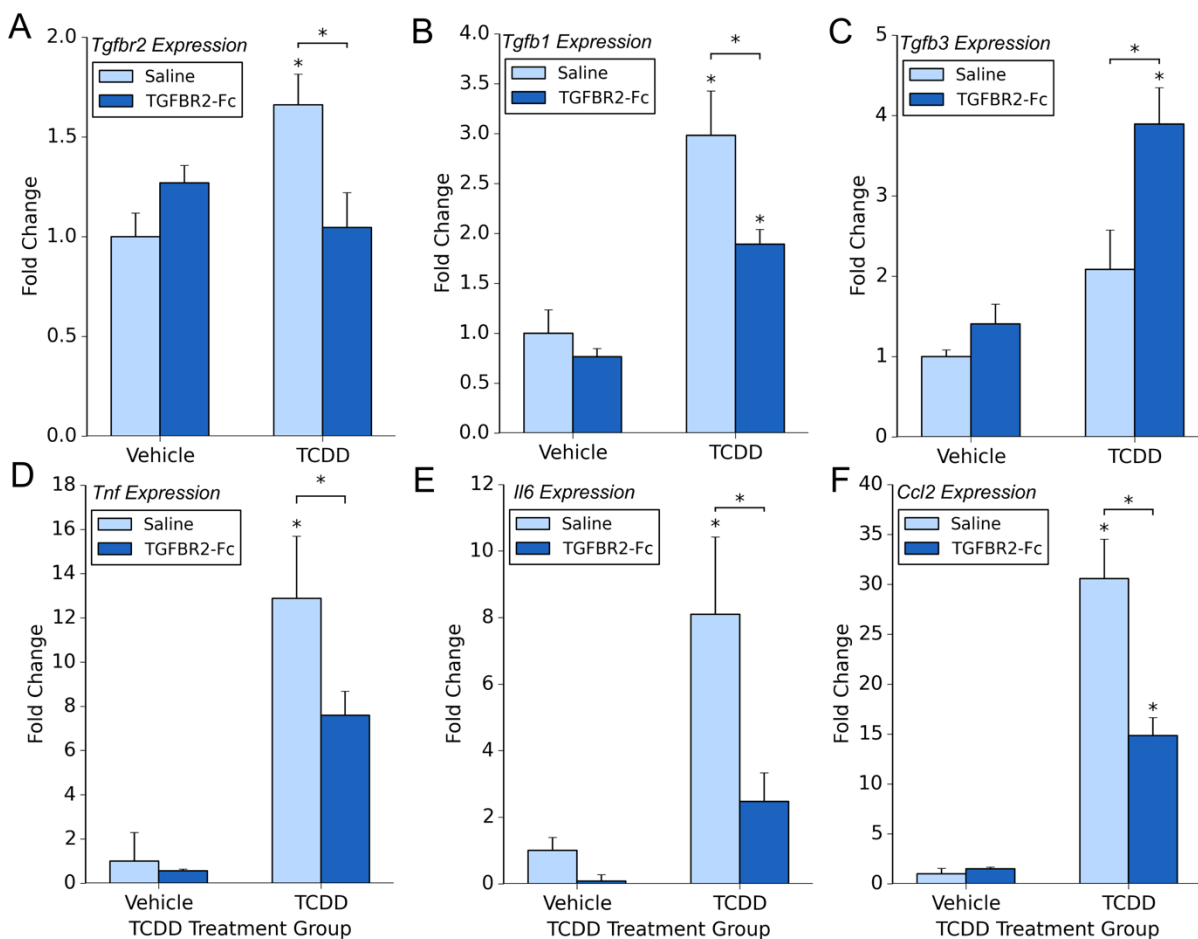 A
Tgfbr2 Expression
Saline
TGFBR2-Fc
*
*
2.0
1.5
1.0
0.5
0.0
Fold Change
Vehicle
TCDD
B
Tgfb1 Expression
Saline
TGFBR2-Fc
*
*
*
4.0
3.5
3.0
2.5
2.0
1.5
1.0
0.5
0.0
Fold Change
Vehicle
TCDD
C
Tgfb3 Expression
Saline
TGFBR2-Fc
*
*
5
4
3
2
1
0
Fold Change
Vehicle
TCDD
D
Tnf Expression
Saline
TGFBR2-Fc
*
*
18
16
14
12
10
8
6
4
2
0
Fold Change
Vehicle
TCDD
TCDD Treatment Group
E
Il6 Expression
Saline
TGFBR2-Fc
*
*
12
10
8
6
4
2
0
Fold Change
Vehicle
TCDD
TCDD Treatment Group
F
Ccl2 Expression
Saline
TGFBR2-Fc
*
*
*
40
35
30
25
20
15
10
5
0
Fold Change
Vehicle
TCDD
TCDD Treatment Group